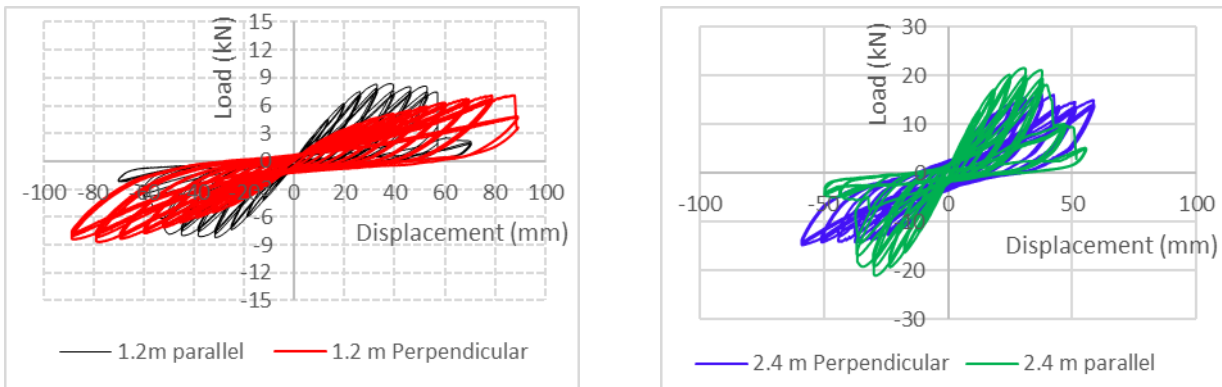 Load (kN)
15
12
9
6
3
0
-3
-6
-9
-12
-15
-100 -80 -60 -40 -20 0 20 40 60 80 100
Displacement (mm)
1.2m parallel 1.2 m Perpendicular
Load (kN)
30
20
10
0
-10
-20
-30
-100 -50 0 50 100
Displacement (mm)
2.4 m Perpendicular 2.4 m parallel